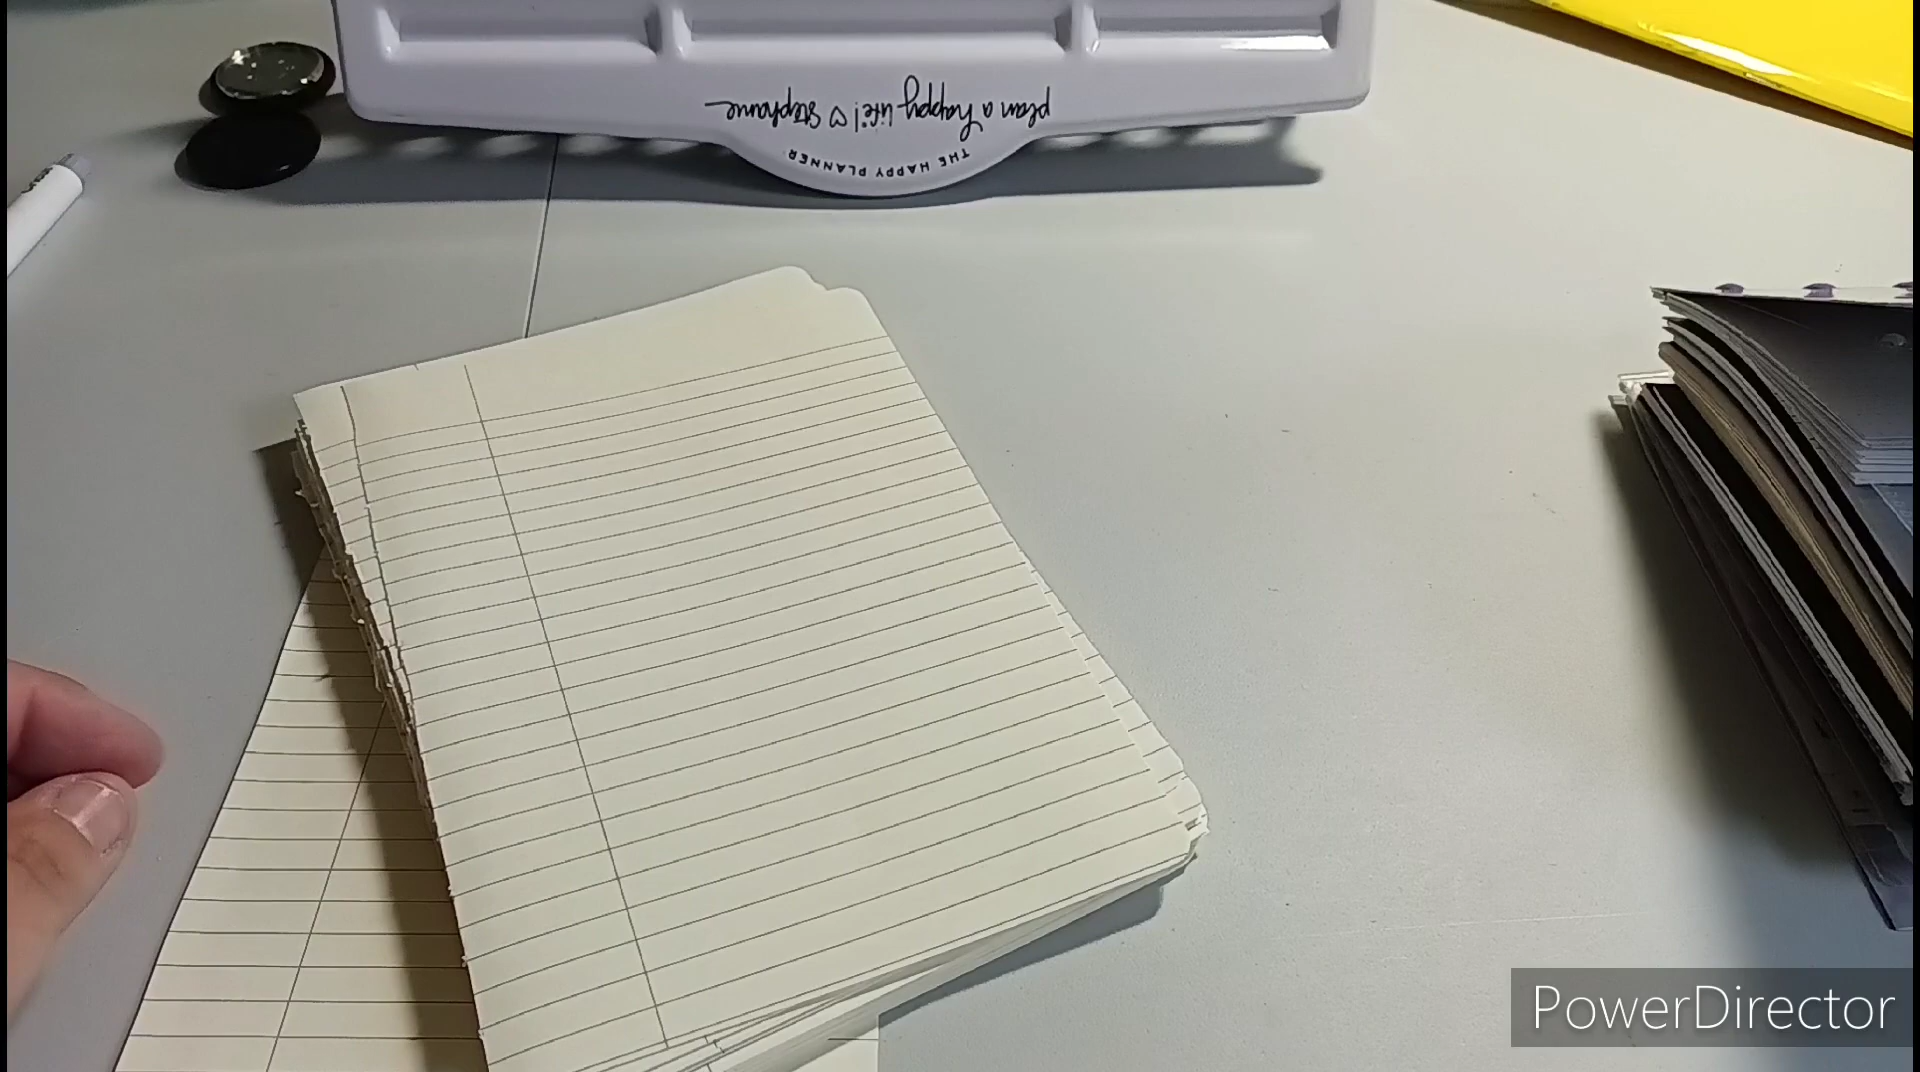 plan a happy life! ♡ stephanie
THE HAPPY PLANNER
PowerDirector